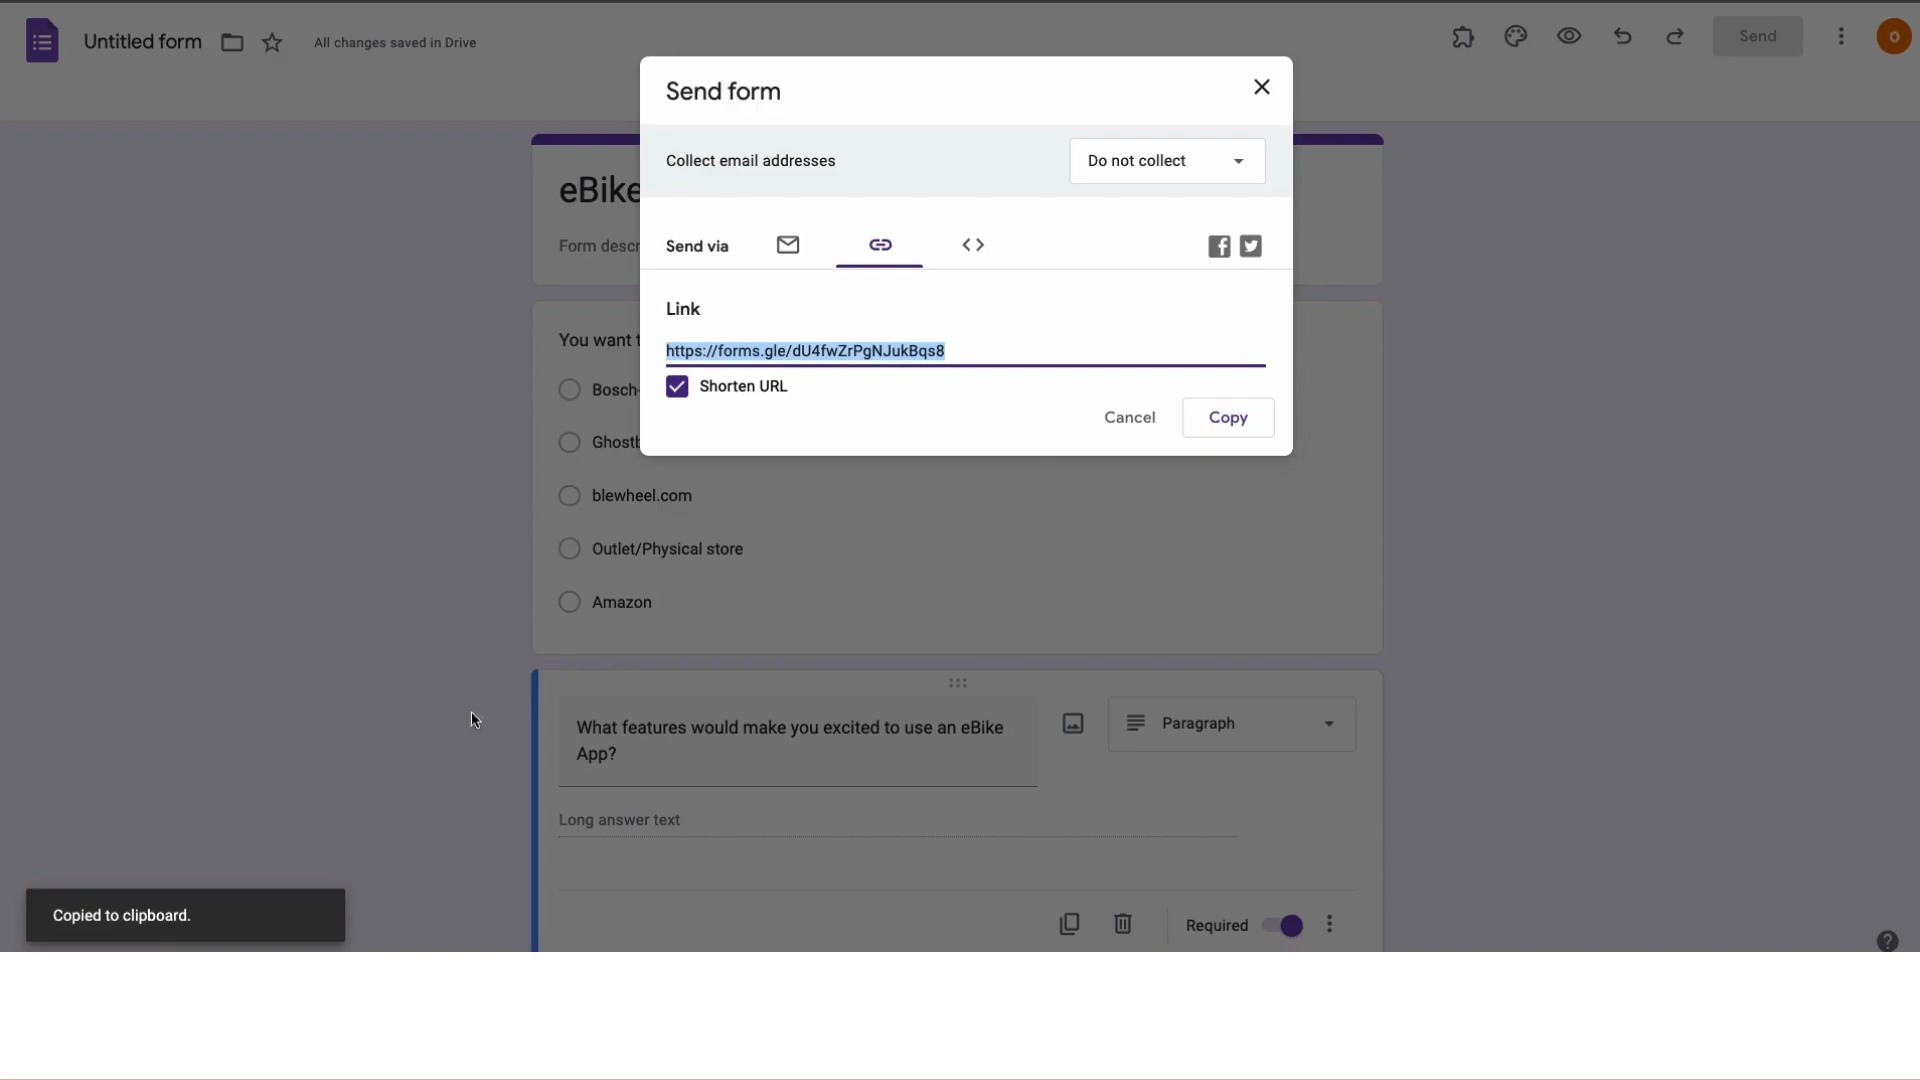 Untitled form
All changes saved in Drive
Send
Send form
Collect email addresses
Do not collect
eBike
Form descr
Send via
Link
You want t
https://forms.gle/dU4fwZrPgNJukBqs8
Shorten URL
Bosch-
Cancel
Copy
Ghostb
blewheel.com
Outlet/Physical store
Amazon
What features would make you excited to use an eBike
App?
Paragraph
Long answer text
Copied to clipboard.
Required